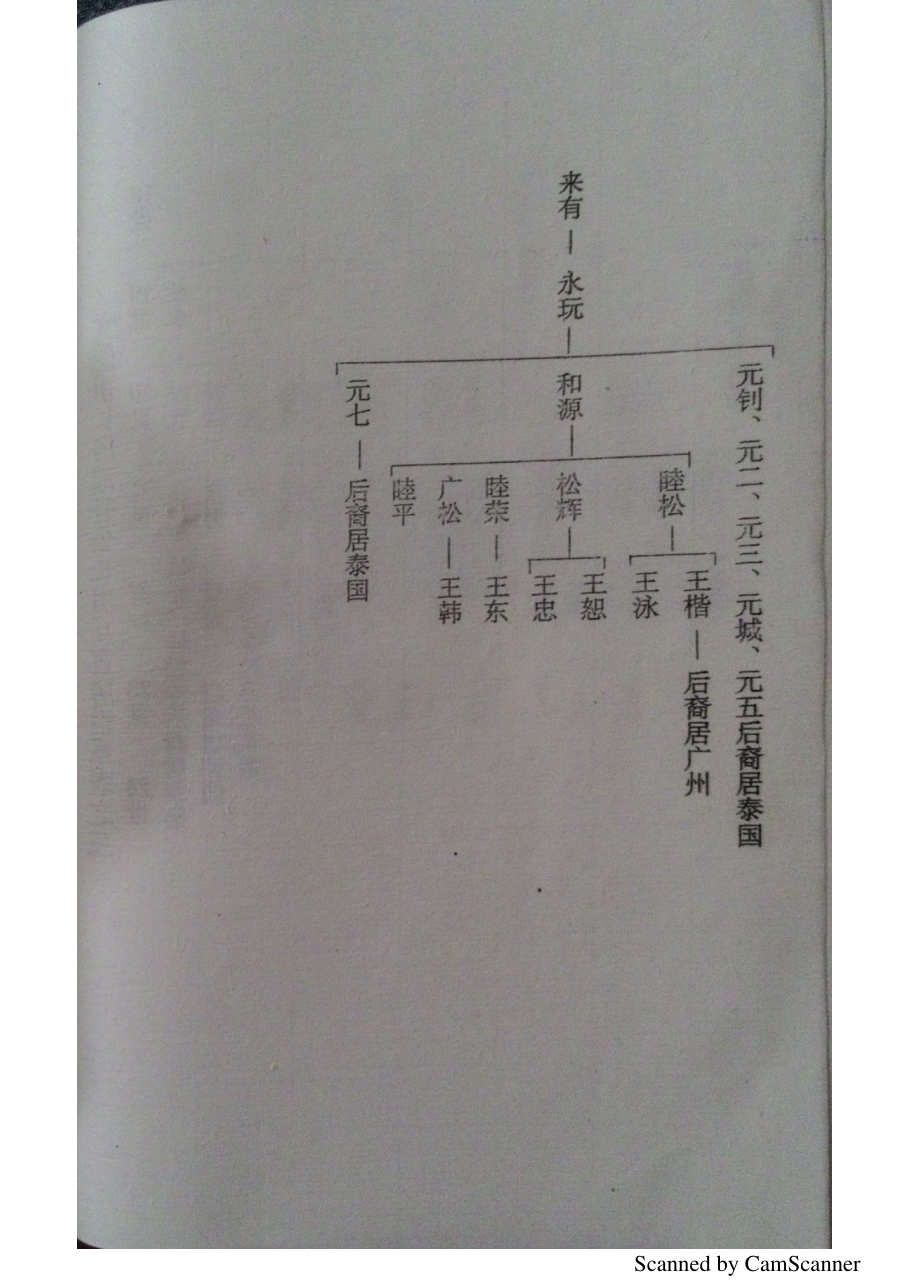 来有 — 永玩 —
元钊、元二、元三、元城、元五后裔居泰国
和源 —
睦松 —
王楷 — 后裔居广州
王泳
松辉 —
王恕
王忠
睦荣 — 王东
广松 — 王韩
睦平
元七 — 后裔居泰国
Scanned by CamScanner